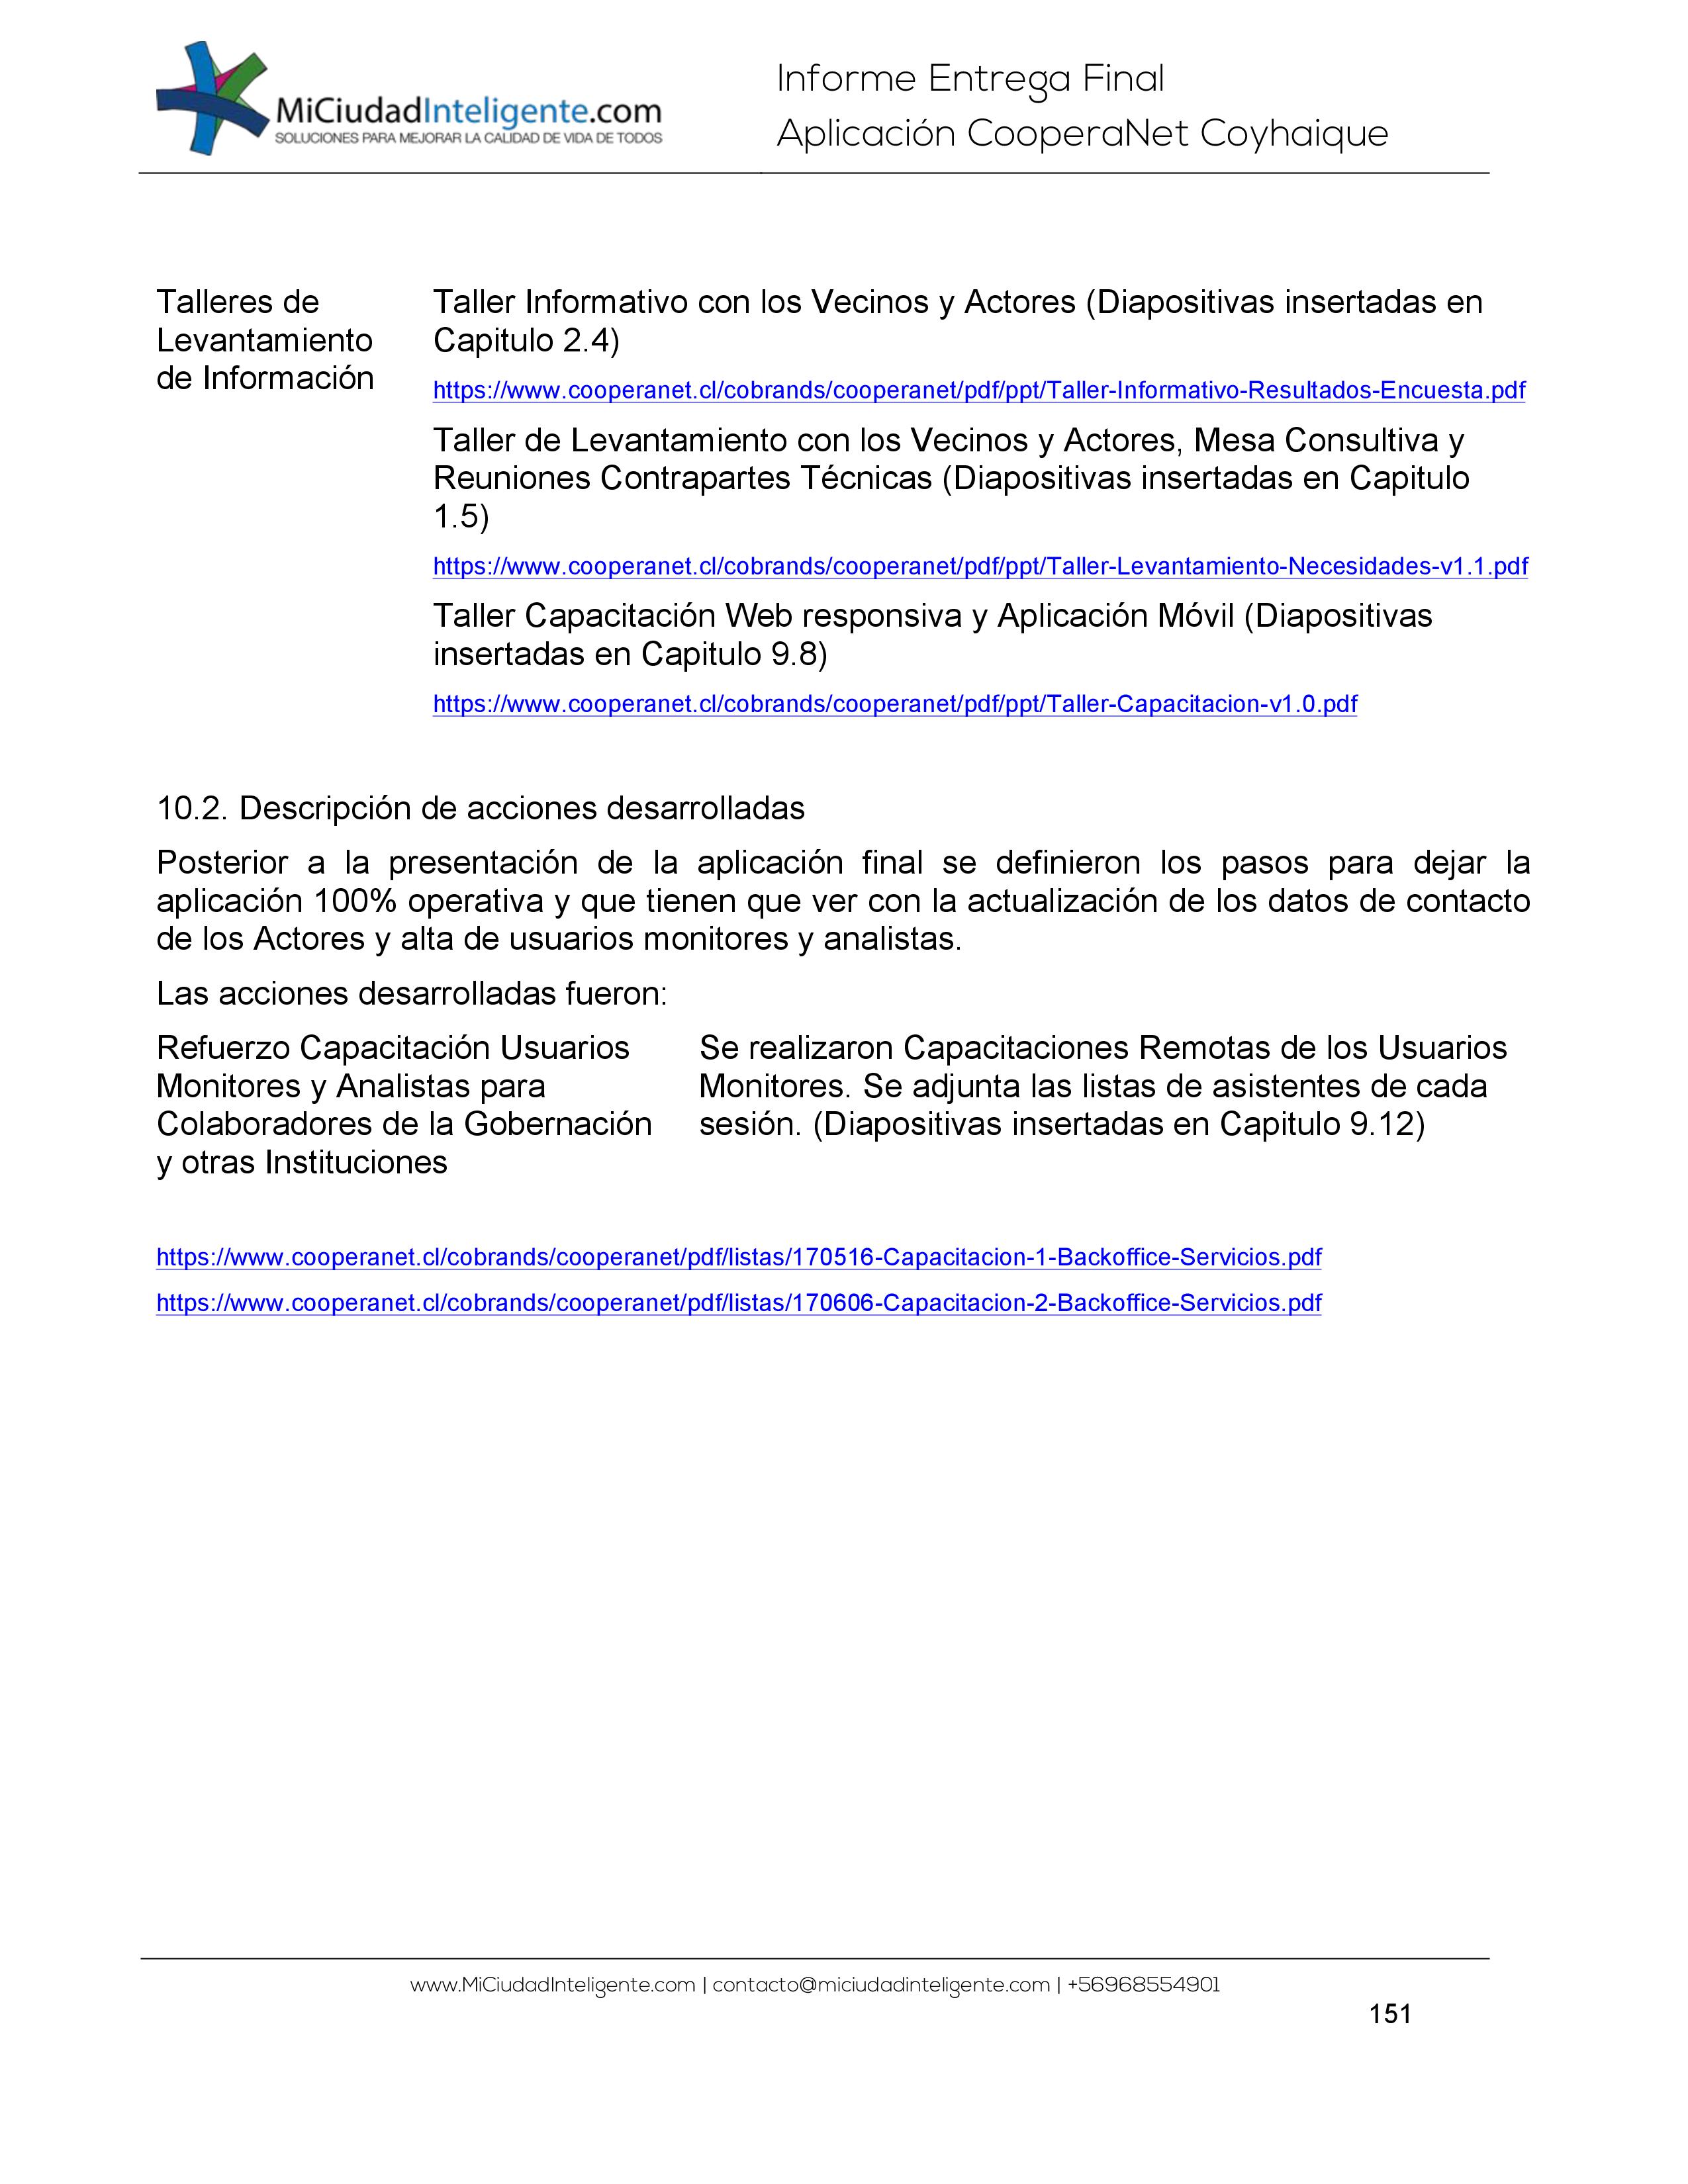 MiCiudadInteligente.com
SOLUCIONES PARA MEJORAR LA CALIDAD DE VIDA DE TODOS
Informe Entrega Final
Aplicación CooperaNet Coyhaique
Talleres de
Levantamiento
de Información
Taller Informativo con los Vecinos y Actores (Diapositivas insertadas en
Capitulo 2.4)
https://www.cooperanet.cl/cobrands/cooperanet/pdf/ppt/Taller-Informativo-Resultados-Encuesta.pdf
Taller de Levantamiento con los Vecinos y Actores, Mesa Consultiva y
Reuniones Contrapartes Técnicas (Diapositivas insertadas en Capitulo
1.5)
https://www.cooperanet.cl/cobrands/cooperanet/pdf/ppt/Taller-Levantamiento-Necesidades-v1.1.pdf
Taller Capacitación Web responsiva y Aplicación Móvil (Diapositivas
insertadas en Capitulo 9.8)
https://www.cooperanet.cl/cobrands/cooperanet/pdf/ppt/Taller-Capacitacion-v1.0.pdf
10.2. Descripción de acciones desarrolladas
Posterior a la presentación de la aplicación final se definieron los pasos para dejar la
aplicación 100% operativa y que tienen que ver con la actualización de los datos de contacto
de los Actores y alta de usuarios monitores y analistas.
Las acciones desarrolladas fueron:
Refuerzo Capacitación Usuarios
Monitores y Analistas para
Colaboradores de la Gobernación
y otras Instituciones
Se realizaron Capacitaciones Remotas de los Usuarios
Monitores. Se adjunta las listas de asistentes de cada
sesión. (Diapositivas insertadas en Capitulo 9.12)
https://www.cooperanet.cl/cobrands/cooperanet/pdf/listas/170516-Capacitacion-1-Backoffice-Servicios.pdf
https://www.cooperanet.cl/cobrands/cooperanet/pdf/listas/170606-Capacitacion-2-Backoffice-Servicios.pdf
www.MiCiudadInteligente.com | contacto@miciudadinteligente.com | +56968554901
151